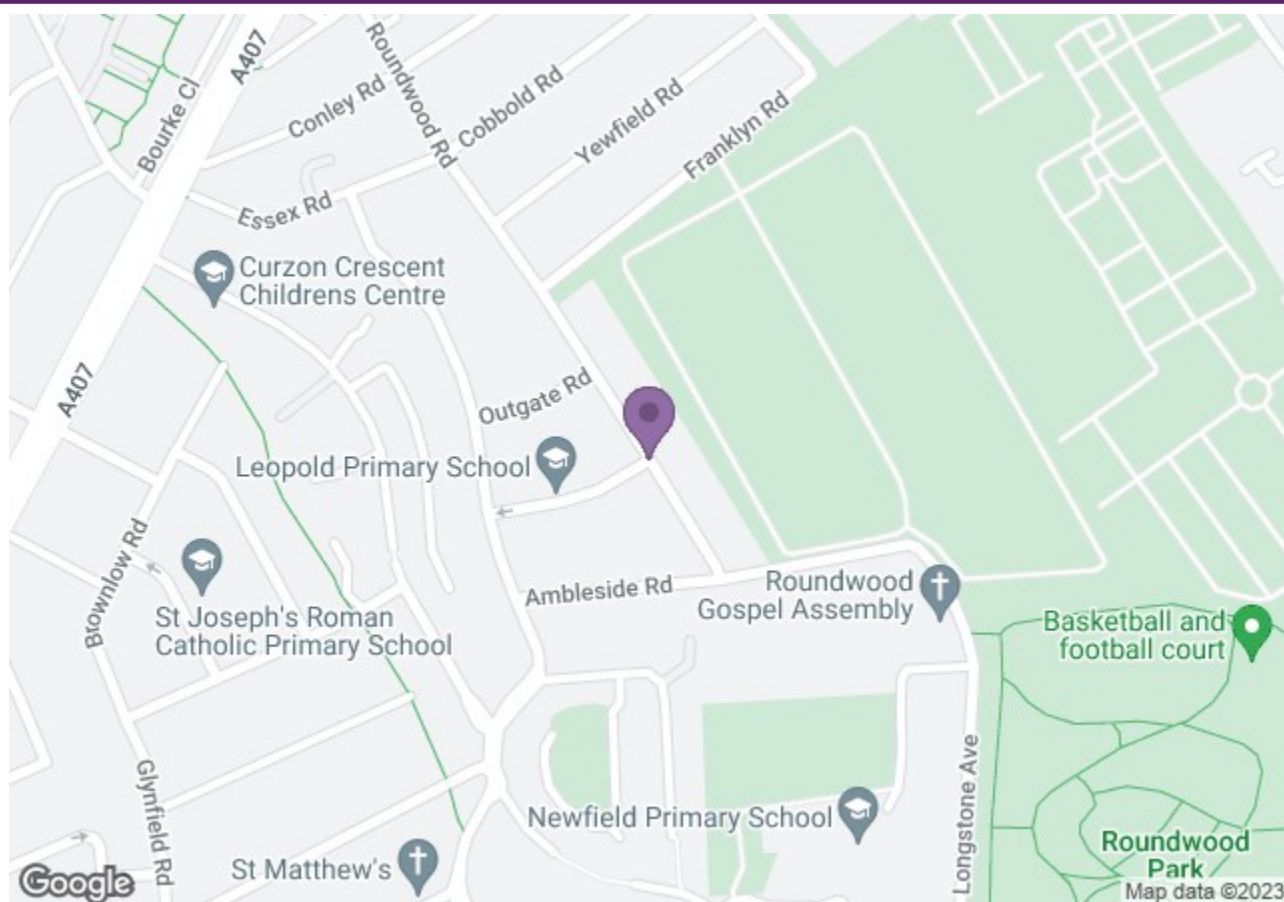 A407
Bourke Cl
Conley Rd
Roundwood Rd
Cobbold Rd
Yewfield Rd
Franklyn Rd
Essex Rd
Curzon Crescent
Childrens Centre
A407
Outgate Rd
Leopold Primary School
Brownlow Rd
St Joseph's Roman
Catholic Primary School
Ambleside Rd
Roundwood
Gospel Assembly
Basketball and
football court
Glynfield Rd
Newfield Primary School
Longstone Ave
St Matthew's
Roundwood
Park
Google
Map data ©2023